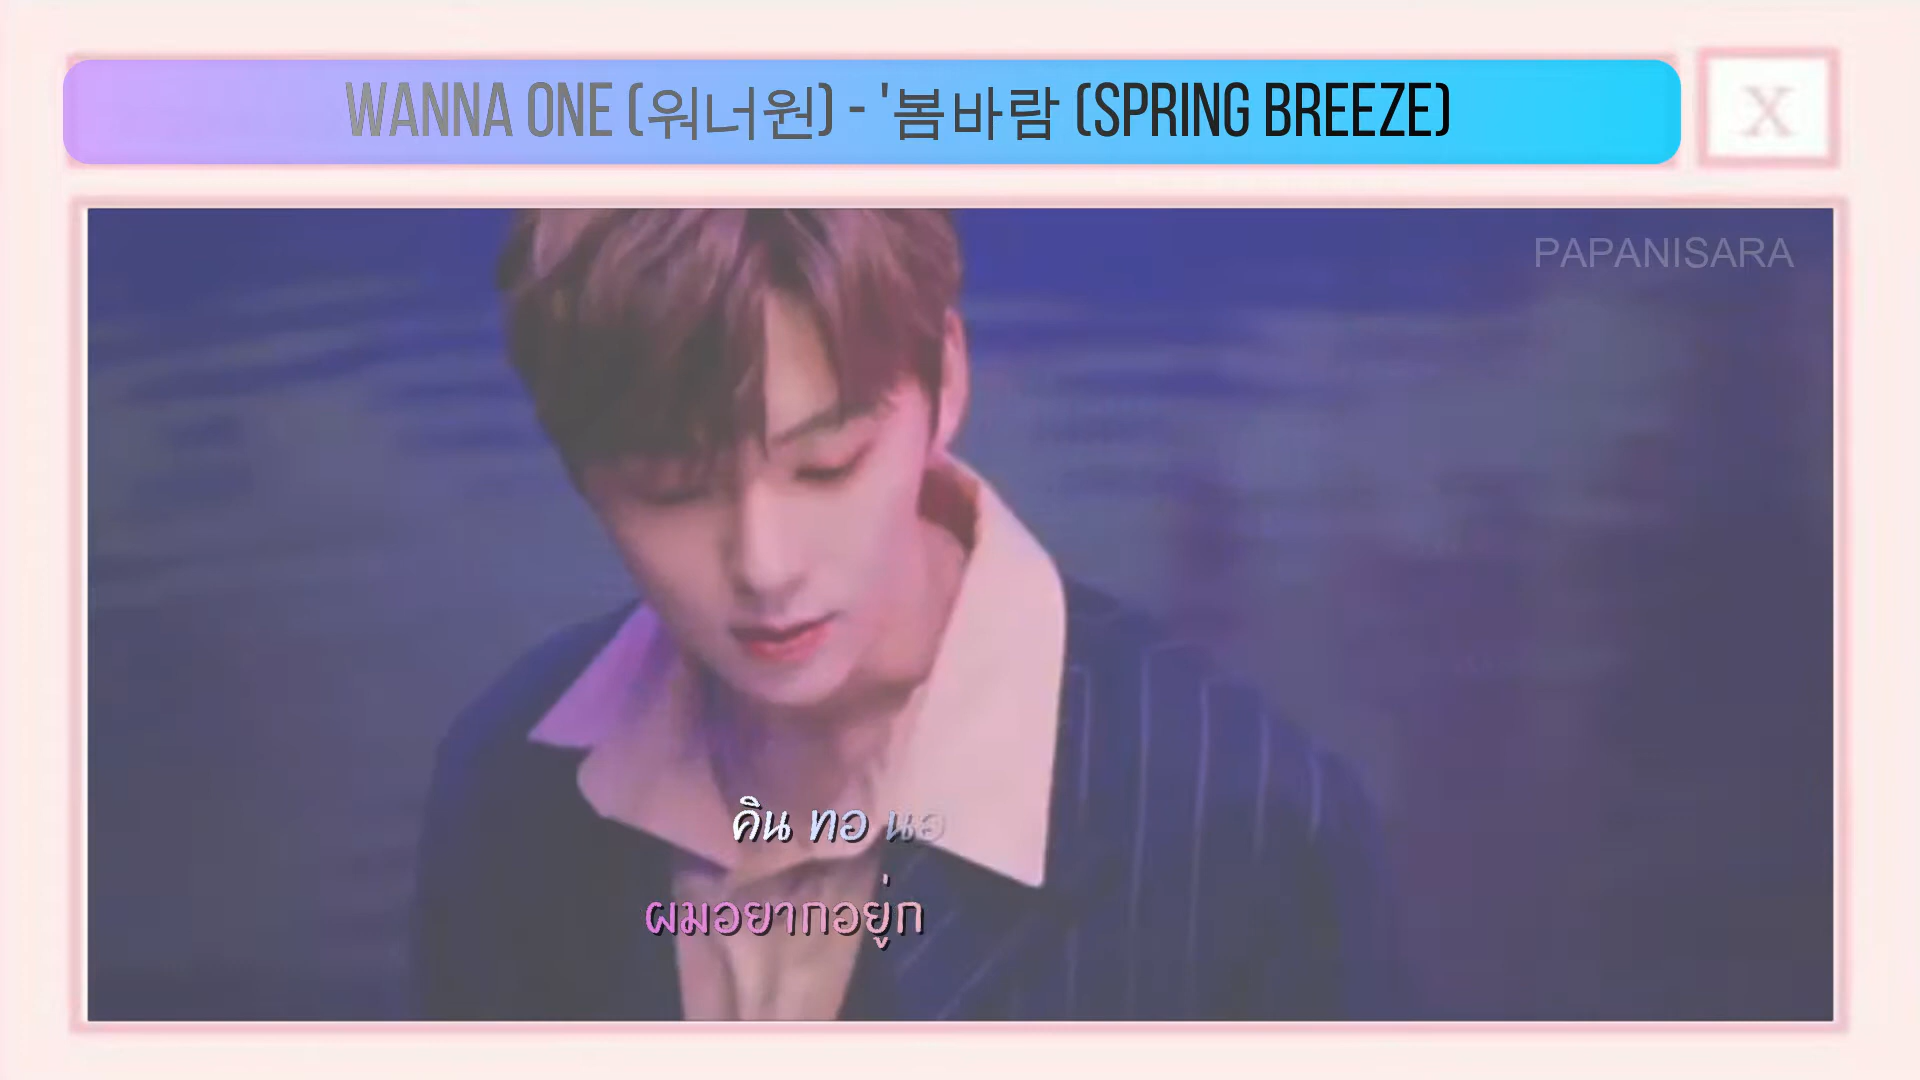 WANNA ONE (워너원) - '봄바람 (SPRING BREEZE)
X
PAPANISARA
คิน ทอ นอ
ผมอยากอยู่ก